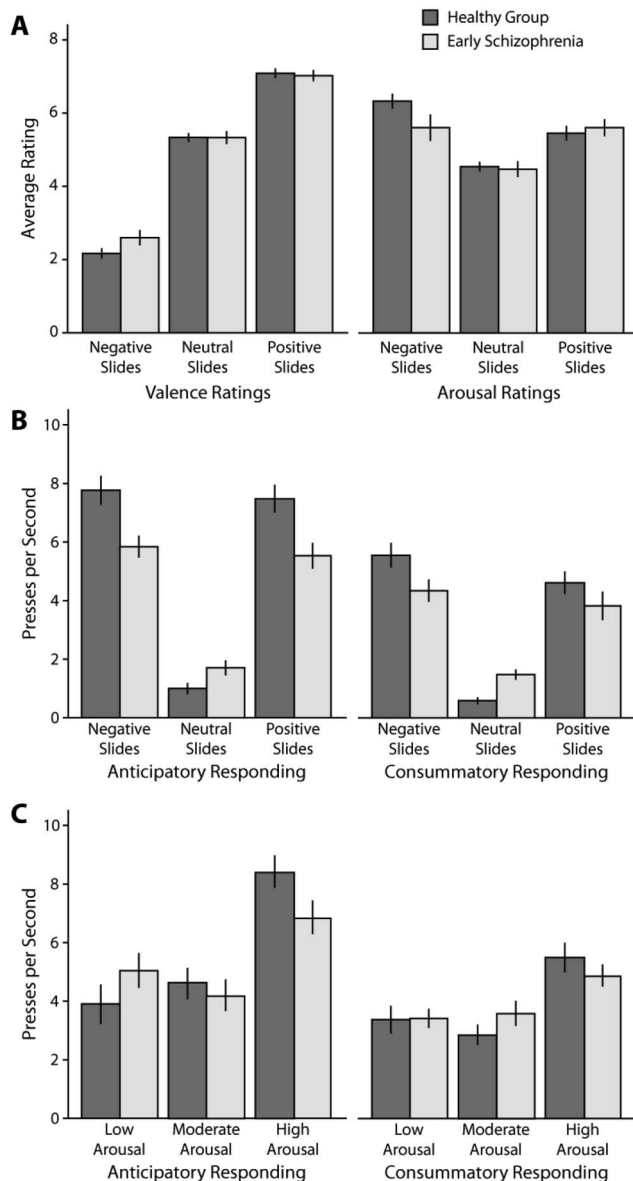 A
Healthy Group
Early Schizophrenia
Average Rating
8
6
4
2
0
Negative Slides
Neutral Slides
Positive Slides
Negative Slides
Neutral Slides
Positive Slides
Valence Ratings
Arousal Ratings
B
Presses per Second
10
8
6
4
2
0
Negative Slides
Neutral Slides
Positive Slides
Negative Slides
Neutral Slides
Positive Slides
Anticipatory Responding
Consummatory Responding
C
Presses per Second
10
8
6
4
2
0
Low Arousal
Moderate Arousal
High Arousal
Low Arousal
Moderate Arousal
High Arousal
Anticipatory Responding
Consummatory Responding